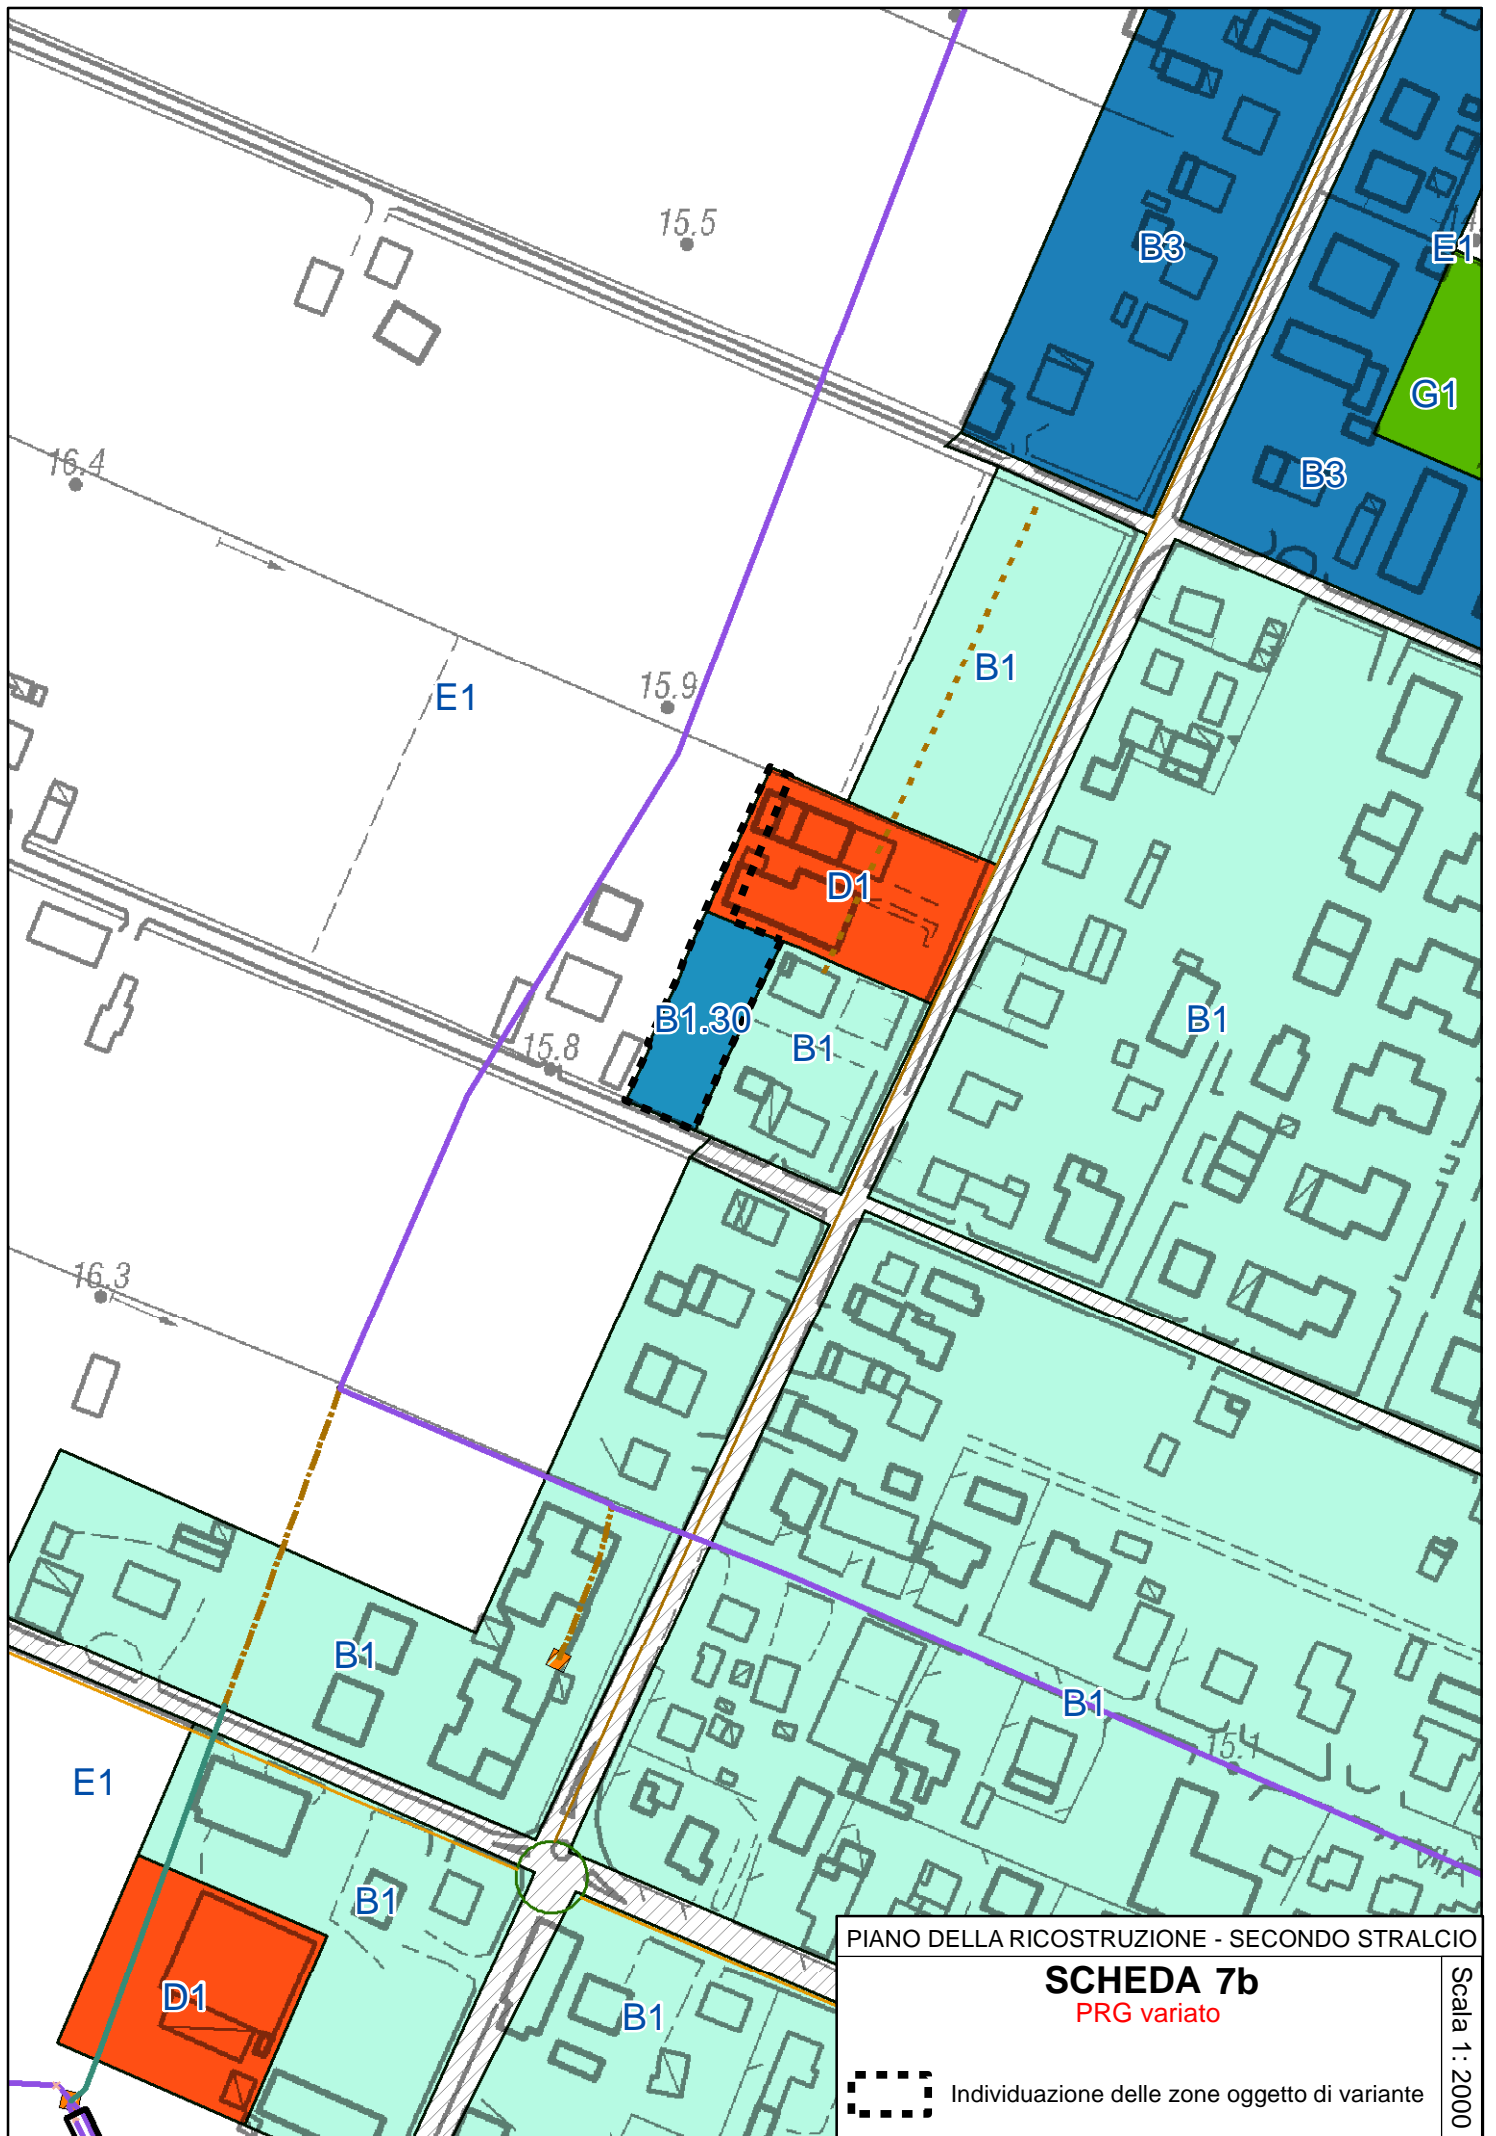 15.5
B3
E1
G1
16.4
B3
B1
15.9
E1
D1
B1.30
B1
B1
15.8
16.3
B1
B1
15.1
E1
VIA
B1
D1
B1
PIANO DELLA RICOSTRUZIONE - SECONDO STRALCIO
SCHEDA 7b
PRG variato
Individuazione delle zone oggetto di variante
Scala 1: 2000